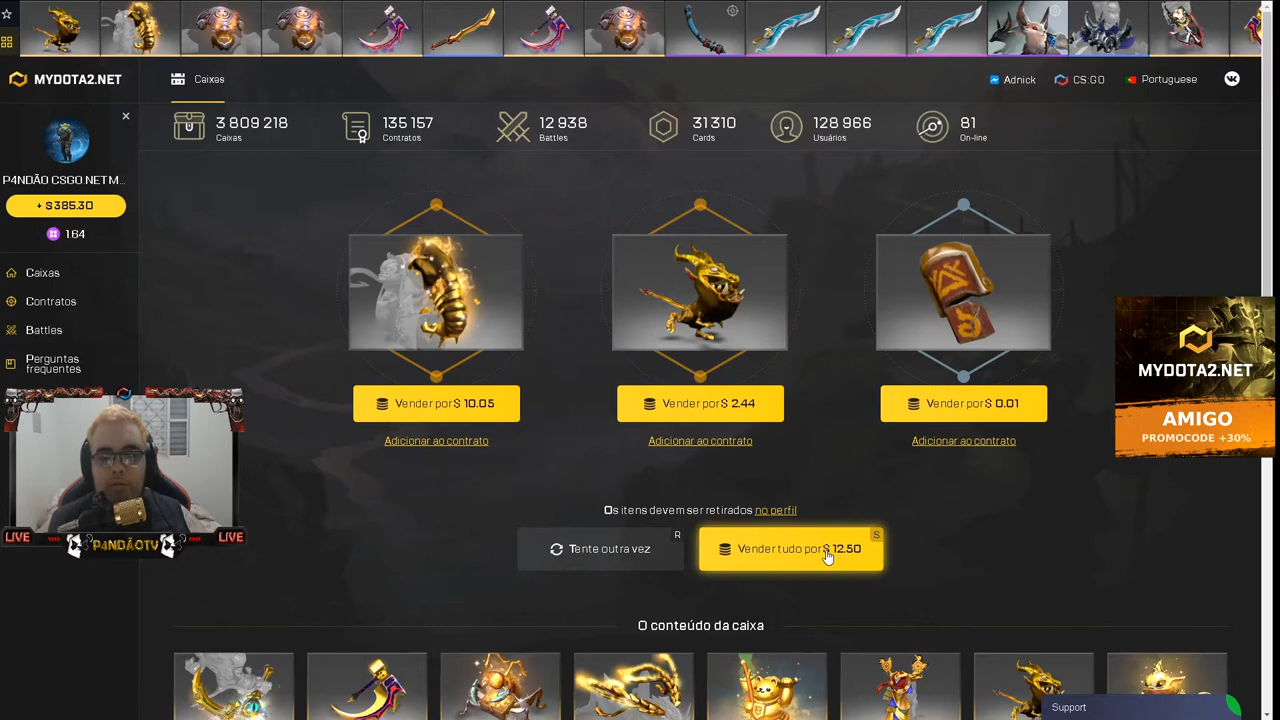 MYDOTA2.NET
Caixas
Adnick
CS:GO
Portuguese
3 809 218
Caixas
135 157
Contratos
12 938
Battles
31 310
Cards
128 966
Usuários
81
On-line
P4NDÃO CSGO NET M...
+ $ 385.30
1.64
Caixas
Contratos
Battles
Perguntas
frequentes
Vender por $ 10.05
Adicionar ao contrato
Vender por $ 2.44
Adicionar ao contrato
Vender por $ 0.01
Adicionar ao contrato
MYDOTA2.NET
AMIGO
PROMOCODE +30%
LIVE
P4NDÃOTV
LIVE
Os itens devem ser retirados no perfil
Tente outra vez
R
Vender tudo por $ 12.50
S
O conteúdo da caixa
Support